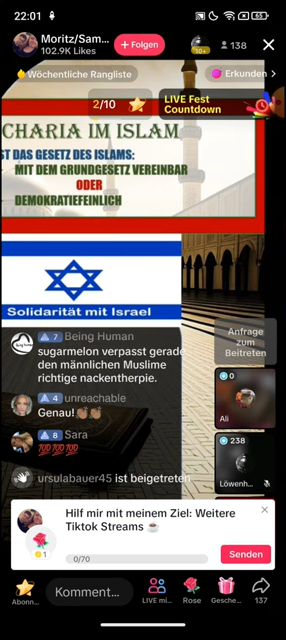 22:01
65
Moritz/Sam...
102.9K Likes
+ Folgen
10+
138
Wöchentliche Rangliste
Erkunden >
2/10
LIVE Fest
Countdown
CHARIA IM ISLAM
ST DAS GESETZ DES ISLAMS:
MIT DEM GRUNDGESETZ VEREINBAR
ODER
DEMOKRATIEFEINLICH
Solidarität mit Israel
7 Being Human
sugarmelon verpasst gerade
den männlichen Muslime
richtige nackentherpie.
4 unreachable
Genau!👏🏽👏🏽
8 Sara
💯💯💯
ursulabauer45 ist beigetreten
Anfrage
zum
Beitreten
0
Ali
238
Löwenh...
Hilf mir mit meinem Ziel: Weitere
Tiktok Streams ☕
1
0/70
Senden
Abonn...
Komment...
LIVE mi...
Rose
Gesche...
137